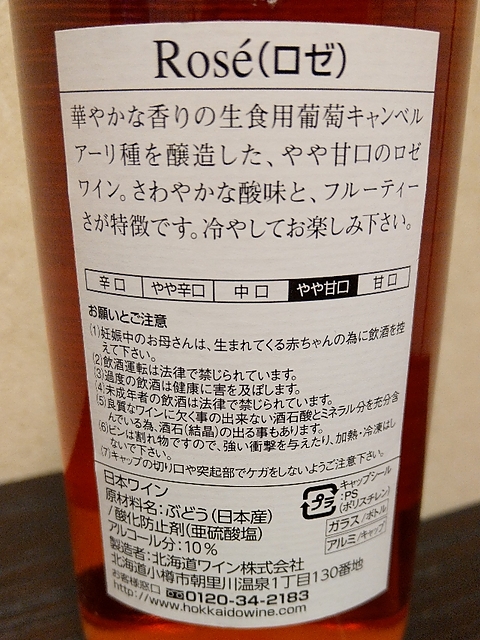 Rosé(ロゼ)
華やかな香りの生食用葡萄キャンベル
アーリ種を醸造した、やや甘口のロゼ
ワイン。さわやかな酸味と、フルーティー
さが特徴です。冷やしてお楽しみ下さい。
辛口 やや辛口 中口 やや甘口 甘口
お願いとご注意
(1)妊娠中のお母さんは、生まれてくる赤ちゃんの為に飲酒を控
えて下さい。
(2)飲酒運転は法律で禁じられています。
(3)過度の飲酒は健康に害を及ぼします。
(4)未成年者の飲酒は法律で禁じられています。
(5)良質なワインに欠く事の出来ない酒石酸とミネラル分を充分含
んでいる為、酒石(結晶)の出る事もあります。
(6)ビンは割れ物ですので、強い衝撃を与えたり、加熱・冷凍はし
ないで下さい。
(7)キャップの切り口や突起部でケガをしないようご注意下さい。
日本ワイン
原材料名:ぶどう(日本産)
/酸化防止剤(亜硫酸塩)
アルコール分:10%
製造者:北海道ワイン株式会社
北海道小樽市朝里川温泉1丁目130番地
お客様窓口 0120-34-2183
http://www.hokkaidowine.com
プラ
キャップシール
:PS
(ポリスチレン)
ガラス/ボトル
アルミ/キャップ